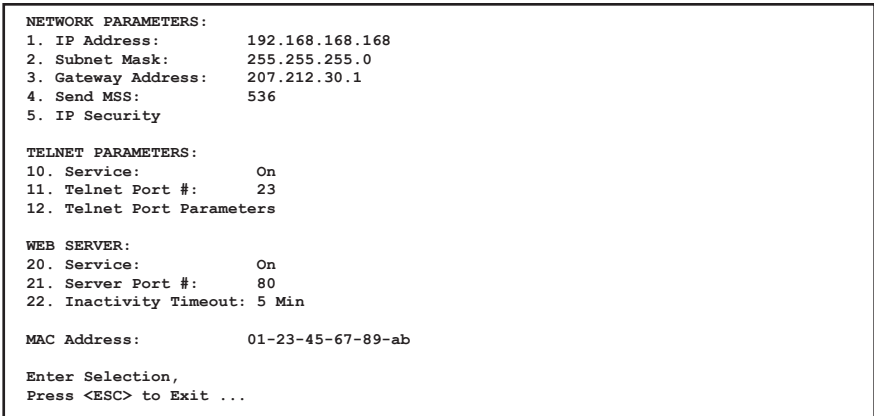 NETWORK PARAMETERS:
1. IP Address: 192.168.168.168
2. Subnet Mask: 255.255.255.0
3. Gateway Address: 207.212.30.1
4. Send MSS: 536
5. IP Security
TELNET PARAMETERS:
10. Service: On
11. Telnet Port #: 23
12. Telnet Port Parameters
WEB SERVER:
20. Service: On
21. Server Port #: 80
22. Inactivity Timeout: 5 Min
MAC Address: 01-23-45-67-89-ab
Enter Selection,
Press <ESC> to Exit ...